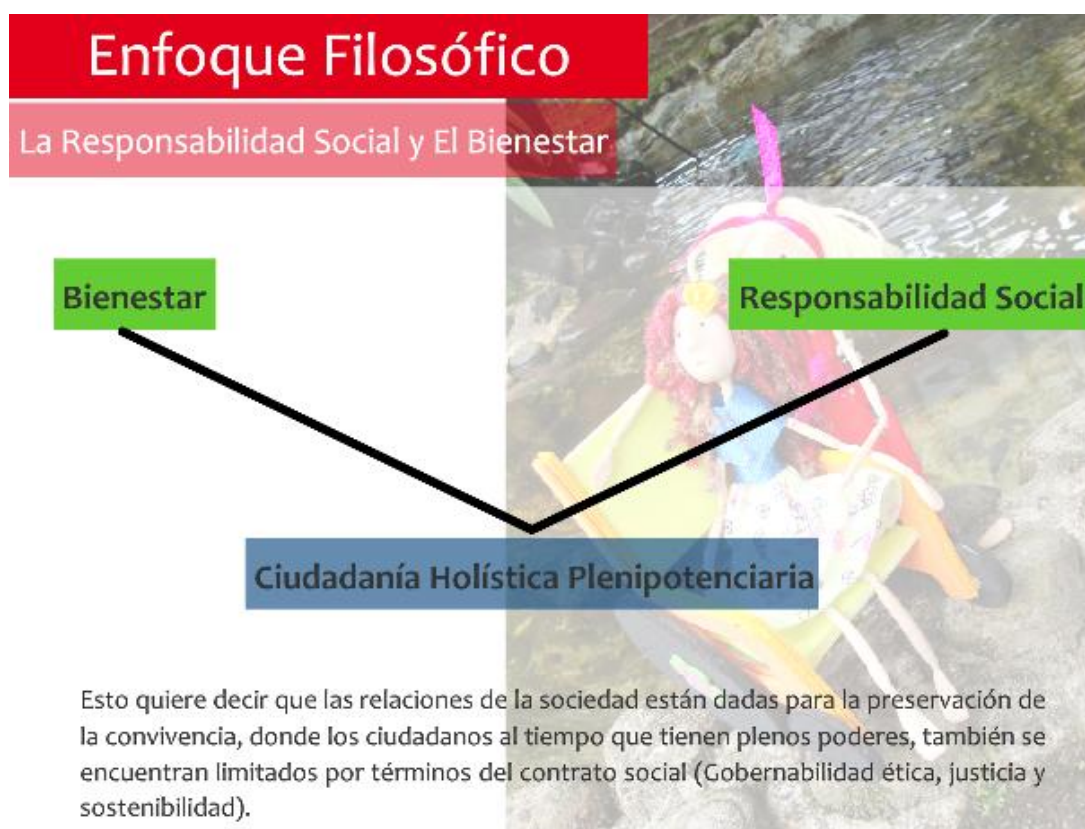 Enfoque Filosófico
La Responsabilidad Social y El Bienestar
Bienestar
Responsabilidad Social
Ciudadanía Holística Plenipotenciaria
Esto quiere decir que las relaciones de la sociedad están dadas para la preservación de
la convivencia, donde los ciudadanos al tiempo que tienen plenos poderes, también se
encuentran limitados por términos del contrato social (Gobernabilidad ética, justicia y
sostenibilidad).